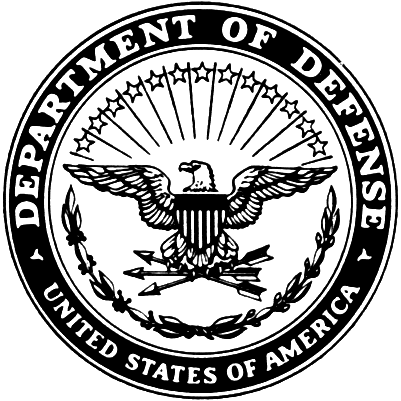 DEPARTMENT OF DEFENSE
UNITED STATES OF AMERICA